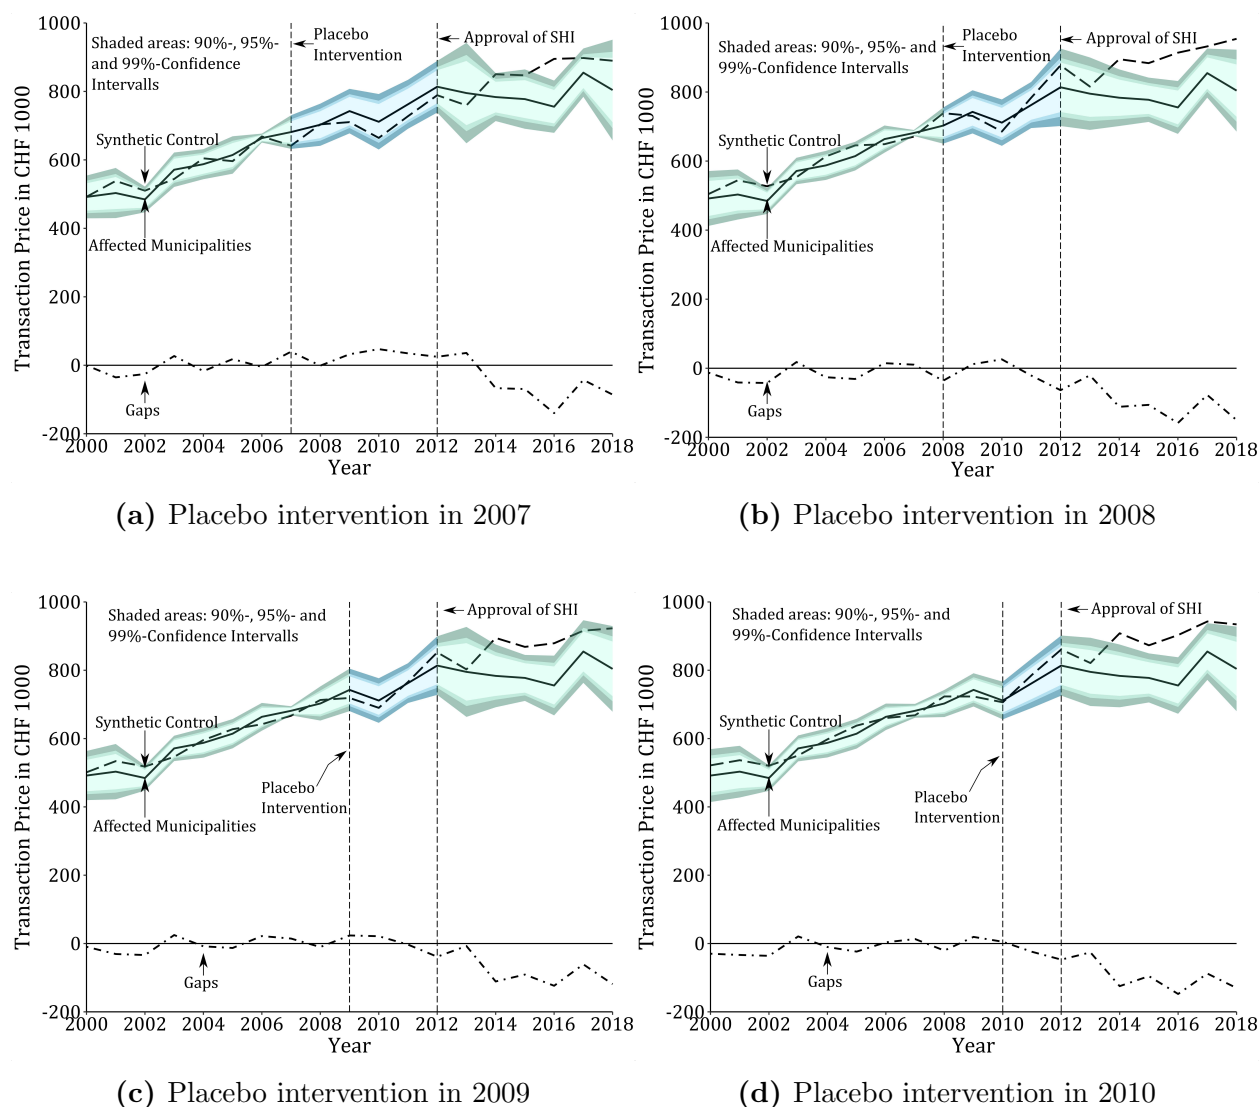 Transaction Price in CHF 1000
1000
800
600
400
200
0
-200
Shaded areas: 90%-, 95%-
and 99%-Confidence
Intervalls
Placebo
Intervention
Approval of SHI
Synthetic Control
Affected Municipalities
Gaps
2000 2002 2004 2006 2008 2010 2012 2014 2016 2018
Year
(a) Placebo intervention in 2007
Transaction Price in CHF 1000
1000
800
600
400
200
0
-200
Shaded areas: 90%-, 95%- and
99%-Confidence Intervalls
Placebo
Intervention
Approval of SHI
Synthetic Control
Affected Municipalities
Gaps
2000 2002 2004 2006 2008 2010 2012 2014 2016 2018
Year
(b) Placebo intervention in 2008
Transaction Price in CHF 1000
1000
800
600
400
200
0
-200
Shaded areas: 90%-, 95%- and
99%-Confidence Intervalls
Approval of SHI
Synthetic Control
Placebo
Intervention
Affected Municipalities
Gaps
2000 2002 2004 2006 2008 2010 2012 2014 2016 2018
Year
(c) Placebo intervention in 2009
Transaction Price in CHF 1000
1000
800
600
400
200
0
-200
Shaded areas: 90%-, 95%- and
99%-Confidence Intervalls
Approval of SHI
Synthetic Control
Placebo
Intervention
Affected Municipalities
Gaps
2000 2002 2004 2006 2008 2010 2012 2014 2016 2018
Year
(d) Placebo intervention in 2010